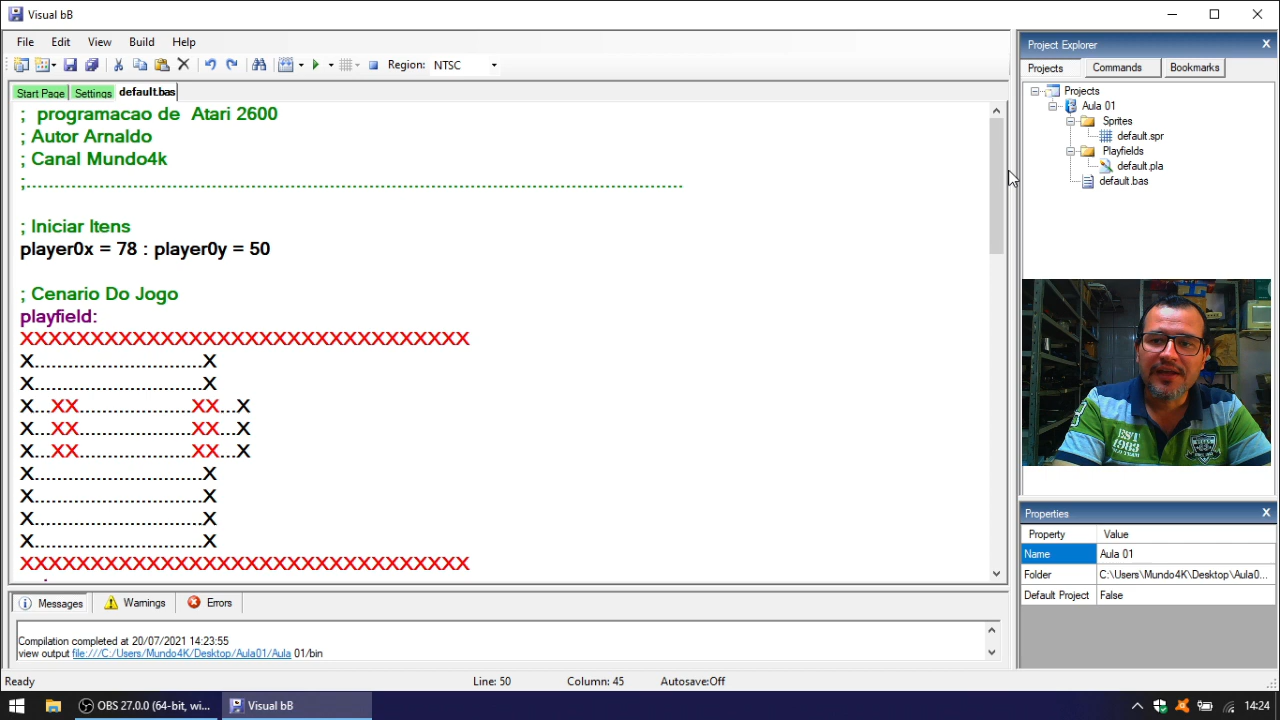 Visual bB
File Edit View Build Help
Region: NTSC
Start Page Settings default.bas
; programacao de Atari 2600
; Autor Arnaldo
; Canal Mundo4k
; Iniciar Itens
player0x = 78 : player0y = 50
; Cenario Do Jogo
playfield:
XXXXXXXXXXXXXXXXXXXXXXXXXXXXXXXX
X..............................X
X..............................X
X...XX....................XX...X
X...XX....................XX...X
X...XX....................XX...X
X..............................X
X..............................X
X..............................X
X..............................X
XXXXXXXXXXXXXXXXXXXXXXXXXXXXXXXX
Messages Warnings Errors
Compilation completed at 20/07/2021 14:23:55
view output file:///C:/Users/Mundo4K/Desktop/Aula01/Aula 01/bin
Ready Line: 50 Column: 45 Autosave:Off
Project Explorer X
Projects Commands Bookmarks
Projects
Aula 01
Sprites
default.spr
Playfields
default.pla
default.bas
EST
1983
Properties X
Property Value
Name Aula 01
Folder C:\Users\Mundo4K\Desktop\Aula0...
Default Project False
OBS 27.0.0 (64-bit, wi... Visual bB 14:24